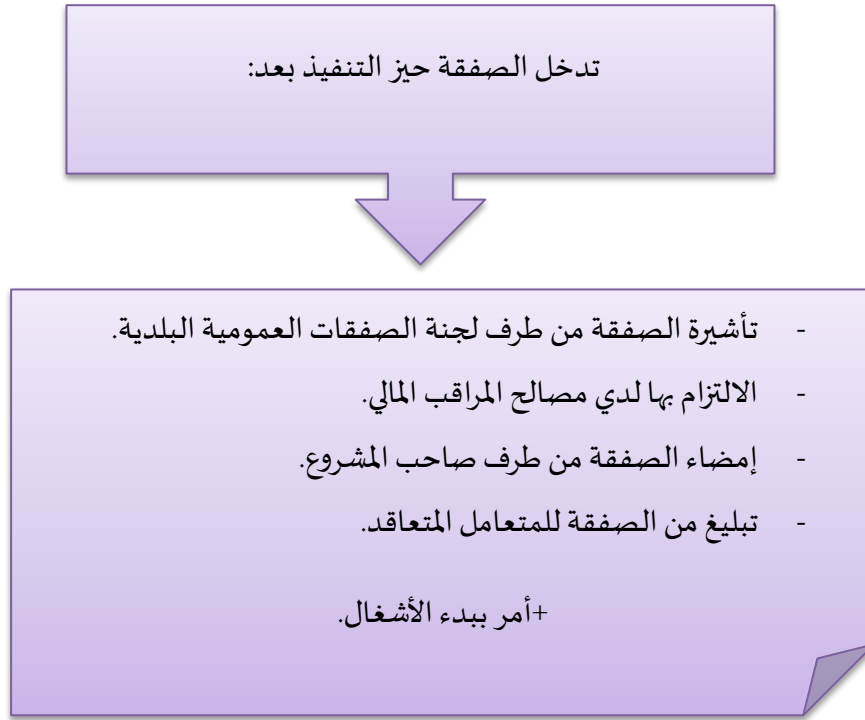 تدخل الصفقة حيز التنفيذ بعد:
- تأشيرة الصفقة من طرف لجنة الصفقات العمومية البلدية.
- الالتزام بها لدي مصالح المراقب المالي.
- إمضاء الصفقة من طرف صاحب المشروع.
- تبليغ من الصفقة للمتعامل المتعاقد.
+أمر ببدء الأشغال.